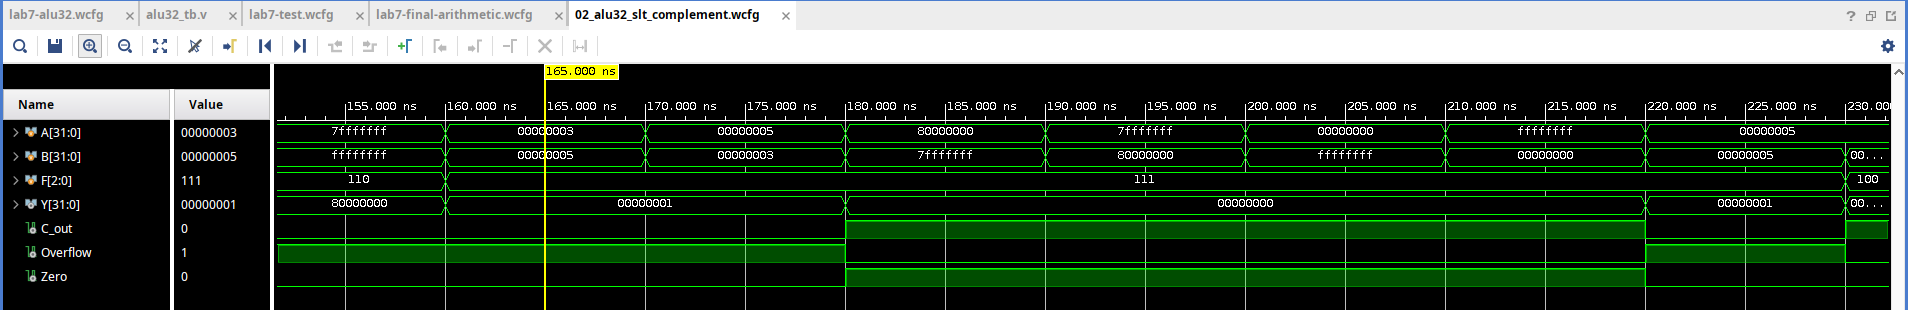 lab7-alu32.wcfg × alu32_tb.v × lab7-test.wcfg × lab7-final-arithmetic.wcfg × 02_alu32_slt_complement.wcfg × ?
165.000 ns
155.000 ns 160.000 ns 165.000 ns 170.000 ns 175.000 ns 180.000 ns 185.000 ns 190.000 ns 195.000 ns 200.000 ns 205.000 ns 210.000 ns 215.000 ns 220.000 ns 225.000 ns 230.00
Name Value
A[31:0] 00000003 7fffffff 00000003 00000005 80000000 7fffffff 00000000 ffffffff 00000005
B[31:0] 00000005 ffffffff 00000005 00000003 7fffffff 80000000 ffffffff 00000000 00000005 00...
F[2:0] 111 110 111 100
Y[31:0] 00000001 80000000 00000001 00000000 00000001 00...
C_out 0
Overflow 1
Zero 0